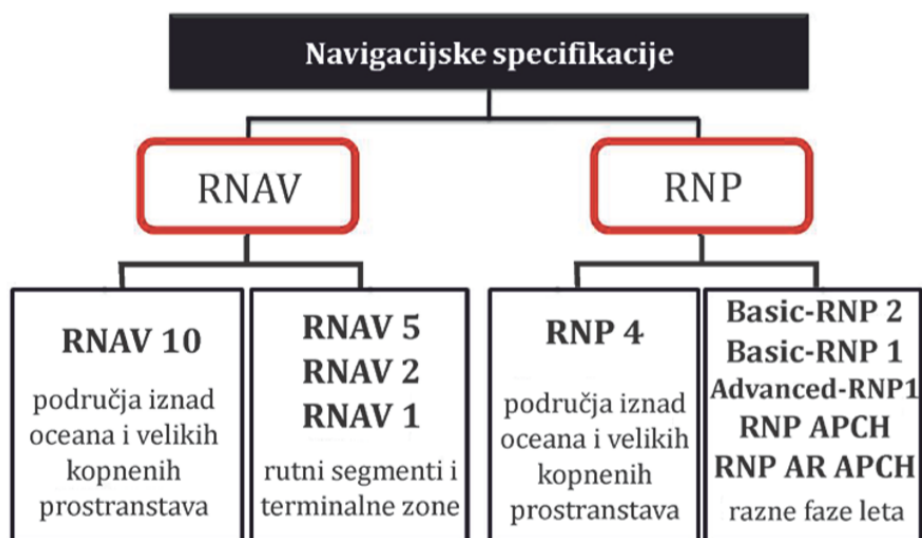 Navigacijske specifikacije
RNAV
RNP
RNAV 10
područja iznad
oceana i velikih
kopnenih
prostranstava
RNAV 5
RNAV 2
RNAV 1
rutni segmenti i
terminalne zone
RNP 4
područja iznad
oceana i velikih
kopnenih
prostranstava
Basic-RNP 2
Basic-RNP 1
Advanced-RNP1
RNP APCH
RNP AR APCH
razne faze leta